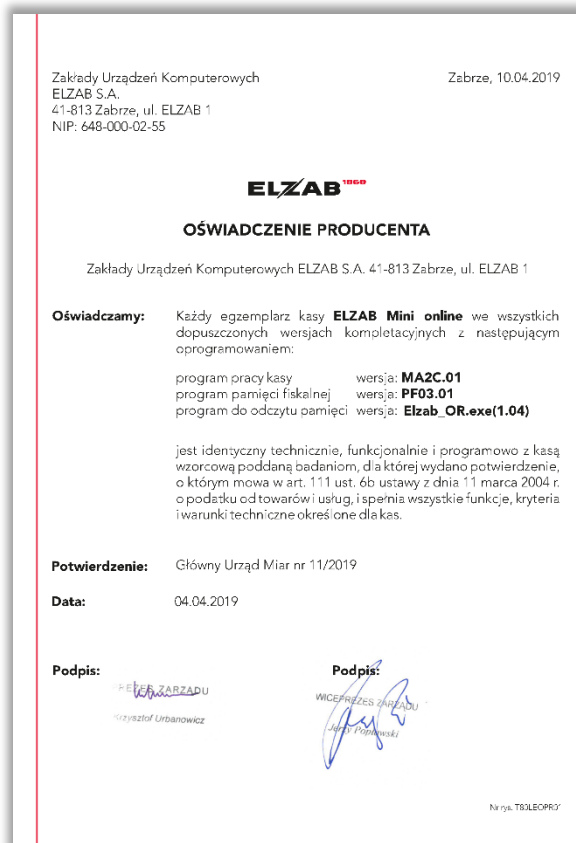 Zakłady Urządzeń Komputerowych
ELZAB S.A.
41-813 Zabrze, ul. ELZAB 1
NIP: 648-000-02-55
Zabrze, 10.04.2019
ELZAB 1868
OŚWIADCZENIE PRODUCENTA
Zakłady Urządzeń Komputerowych ELZAB S.A. 41-813 Zabrze, ul. ELZAB 1
Oświadczamy: Każdy egzemplarz kasy ELZAB Mini online we wszystkich
dopuszczonych wersjach kompletacyjnych z następującym
oprogramowaniem:
program pracy kasy wersja: MA2C.01
program pamięci fiskalnej wersja: PF03.01
program do odczytu pamięci wersja: Elzab_OR.exe(1.04)
jest identyczny technicznie, funkcjonalnie i programowo z kasą
wzorcową poddaną badaniom, dla której wydano potwierdzenie,
o którym mowa w art. 111 ust. 6b ustawy z dnia 11 marca 2004 r.
o podatku od towarów i usług, i spełnia wszystkie funkcje, kryteria
i warunki techniczne określone dla kas.
Potwierdzenie: Główny Urząd Miar nr 11/2019
Data: 04.04.2019
Podpis:
PREZES ZARZĄDU
Krzysztof Urbanowicz
Podpis:
WICEPREZES ZARZĄDU
Jerzy Popławski
Nr rys.